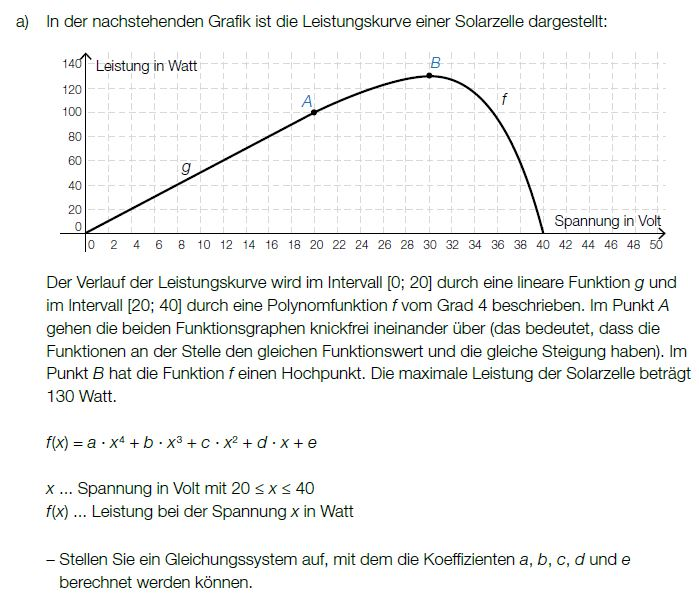 a) In der nachstehenden Grafik ist die Leistungskurve einer Solarzelle dargestellt:
140 Leistung in Watt
B
120
A
f
100
80
g
60
40
20
Spannung in Volt
0
0 2 4 6 8 10 12 14 16 18 20 22 24 26 28 30 32 34 36 38 40 42 44 46 48 50
Der Verlauf der Leistungskurve wird im Intervall [0; 20] durch eine lineare Funktion g und
im Intervall [20; 40] durch eine Polynomfunktion f vom Grad 4 beschrieben. Im Punkt A
gehen die beiden Funktionsgraphen knickfrei ineinander über (das bedeutet, dass die
Funktionen an der Stelle den gleichen Funktionswert und die gleiche Steigung haben). Im
Punkt B hat die Funktion f einen Hochpunkt. Die maximale Leistung der Solarzelle beträgt
130 Watt.
f(x) = a · x⁴ + b · x³ + c · x² + d · x + e
x ... Spannung in Volt mit 20 ≤ x ≤ 40
f(x) ... Leistung bei der Spannung x in Watt
– Stellen Sie ein Gleichungssystem auf, mit dem die Koeffizienten a, b, c, d und e
berechnet werden können.